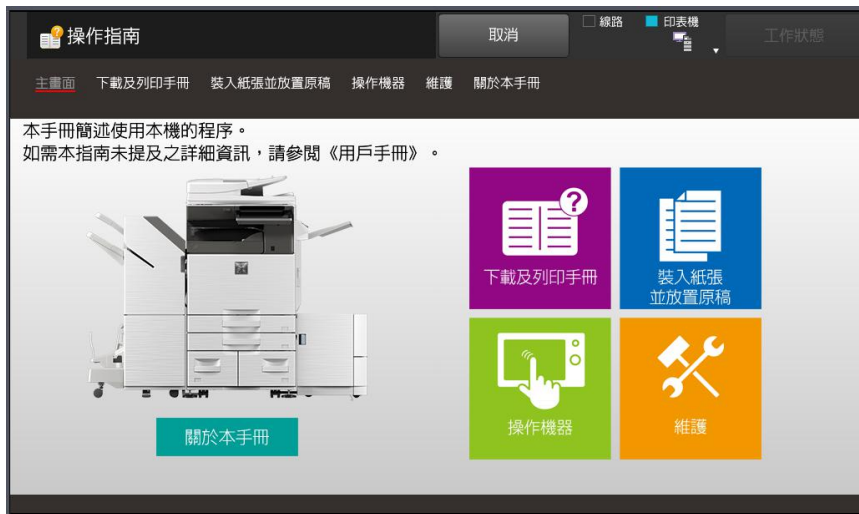 操作指南
取消
線路
印表機
工作狀態
主畫面 下載及列印手冊 裝入紙張並放置原稿 操作機器 維護 關於本手冊
本手冊簡述使用本機的程序。
如需本指南未提及之詳細資訊，請參閱《用戶手冊》。
下載及列印手冊
裝入紙張
並放置原稿
操作機器
維護
關於本手冊